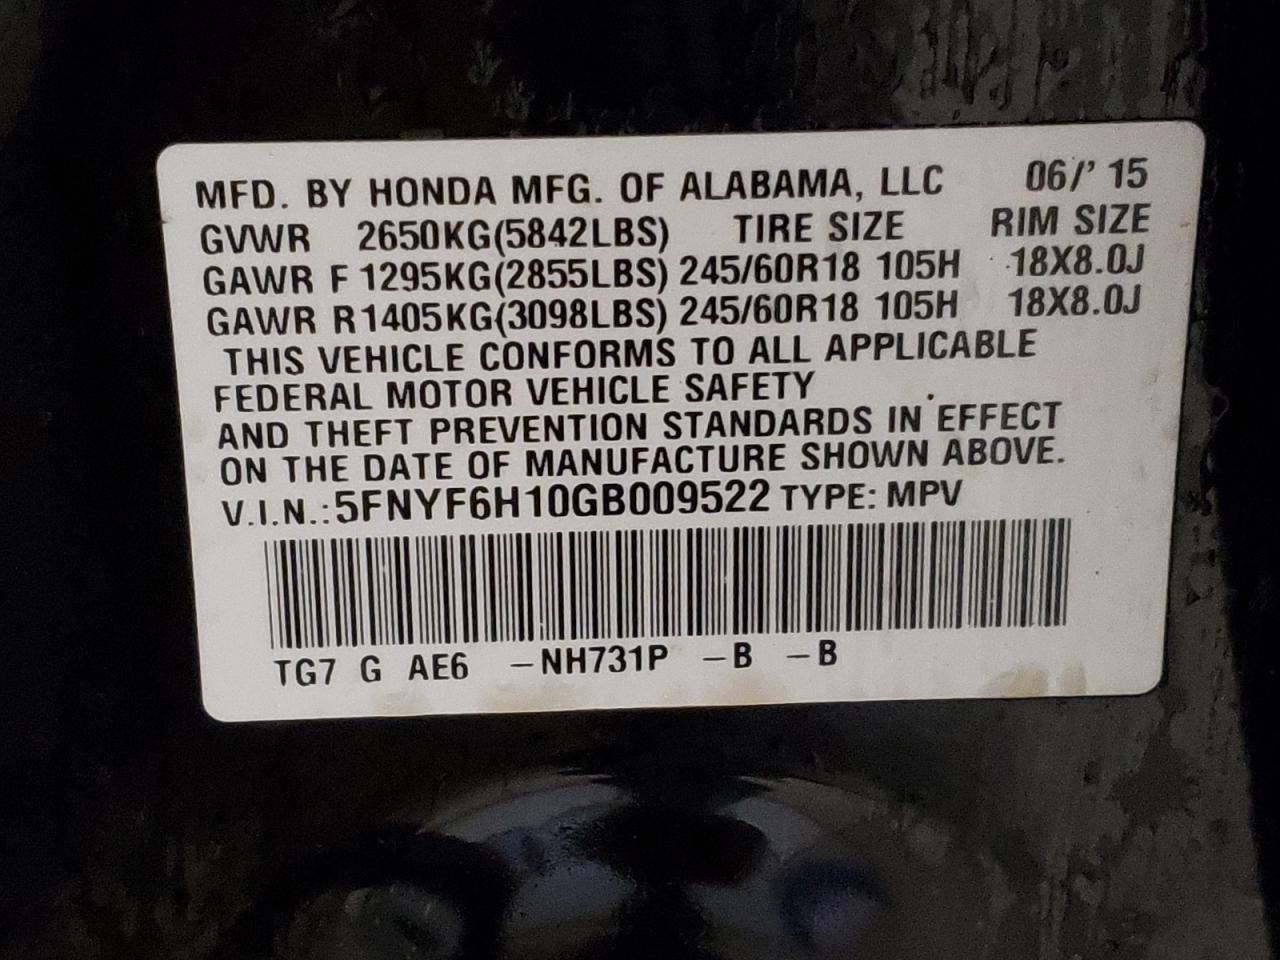 MFD. BY HONDA MFG. OF ALABAMA, LLC 06/' 15
GVWR 2650KG(5842LBS) TIRE SIZE RIM SIZE
GAWR F 1295KG(2855LBS) 245/60R18 105H 18X8.0J
GAWR R1405KG(3098LBS) 245/60R18 105H 18X8.0J
THIS VEHICLE CONFORMS TO ALL APPLICABLE
FEDERAL MOTOR VEHICLE SAFETY
AND THEFT PREVENTION STANDARDS IN EFFECT
ON THE DATE OF MANUFACTURE SHOWN ABOVE.
V.I.N.:5FNYF6H10GB009522 TYPE: MPV
TG7 G AE6 –NH731P –B –B